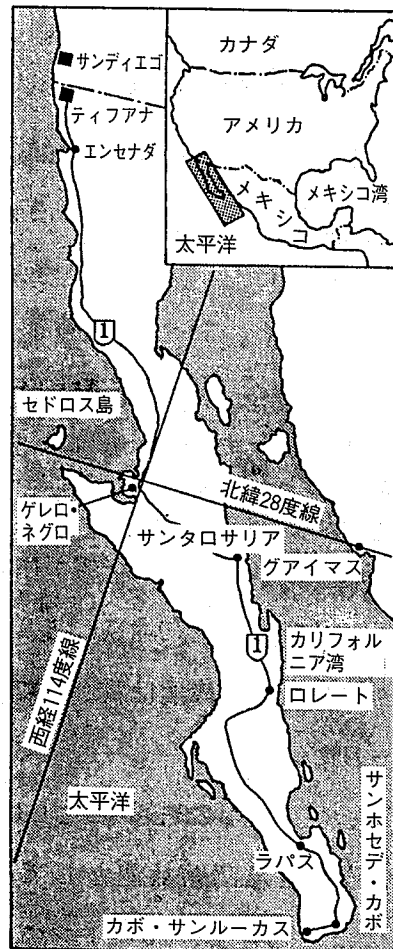 サンディエゴ
ティフアナ
エンセナダ
カナダ
アメリカ
メキシコ
メキシコ湾
太平洋
1
セドロス島
北緯28度線
ゲレロ・
ネグロ
サンタロサリア
グアイマス
西経114度線
1
カリフォル
ニア湾
ロレート
太平洋
ラパス
サンホセデ・カボ
カボ・サンルーカス